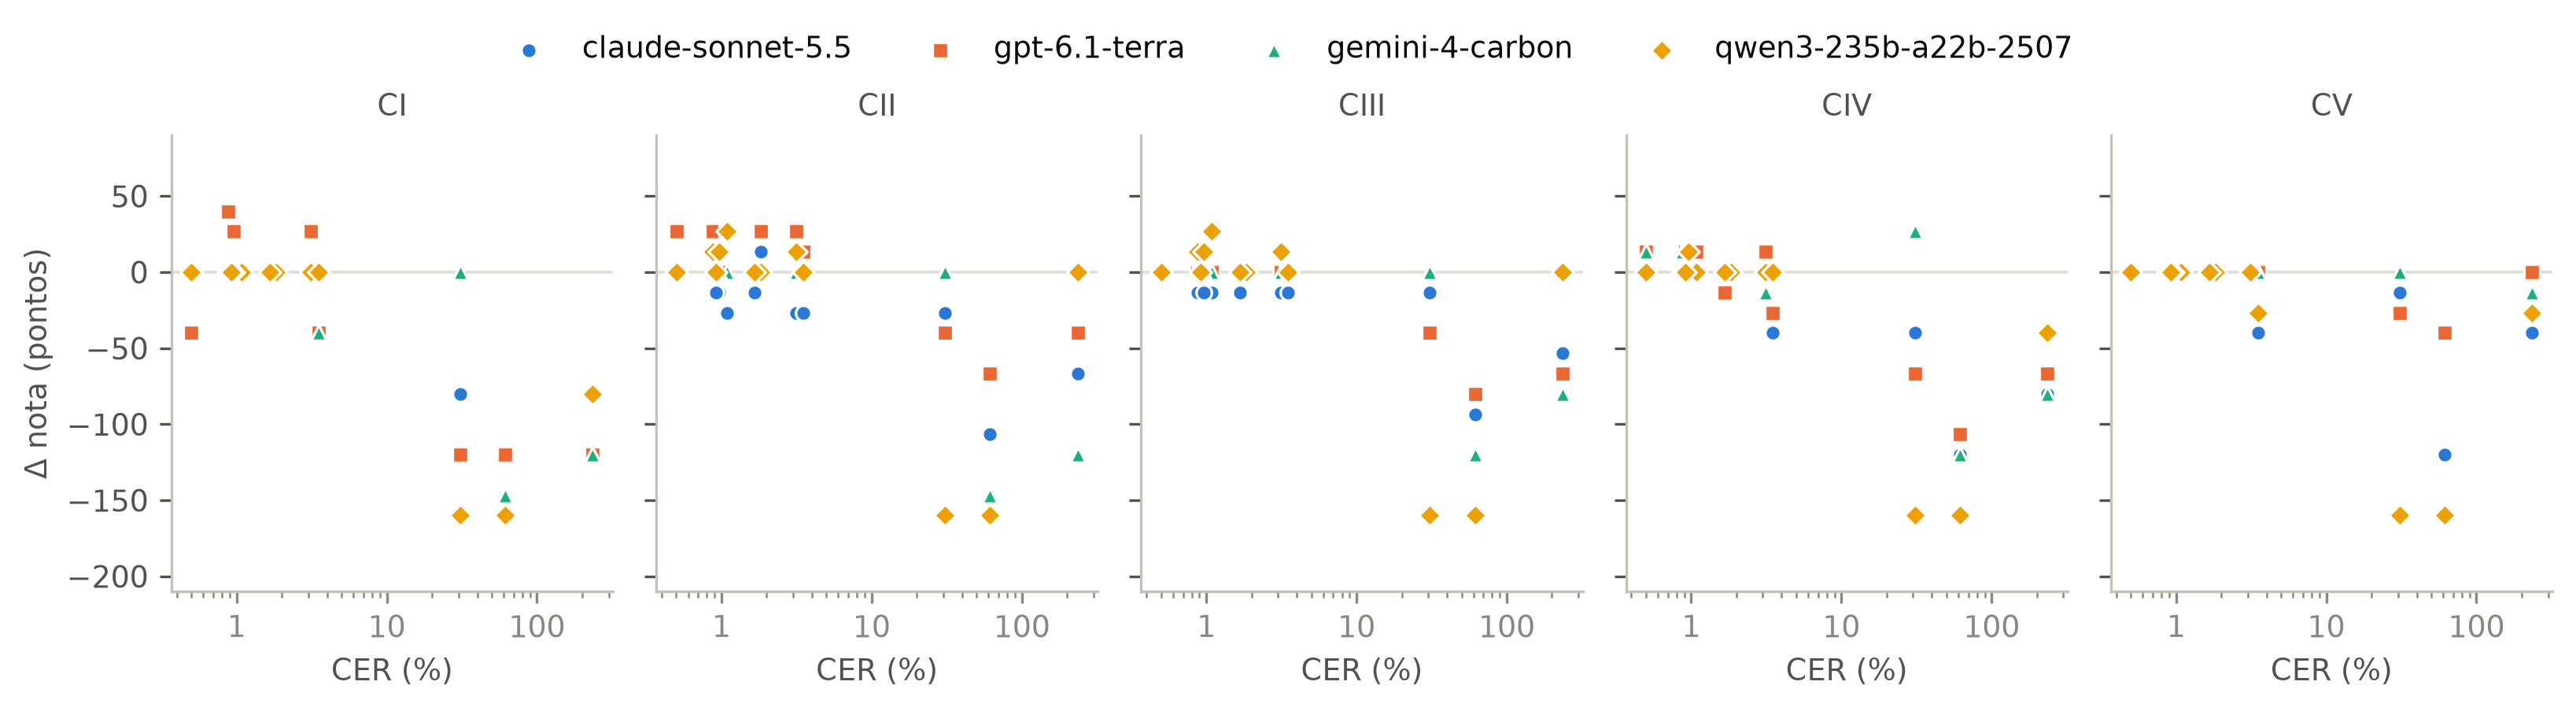 claude-sonnet-5.5 gpt-6.1-terra gemini-4-carbon qwen3-235b-a22b-2507
CI CII CIII CIV CV
Δ nota (pontos)
50
0
−50
−100
−150
−200
1 10 100 1 10 100 1 10 100 1 10 100 1 10 100
CER (%) CER (%) CER (%) CER (%) CER (%)